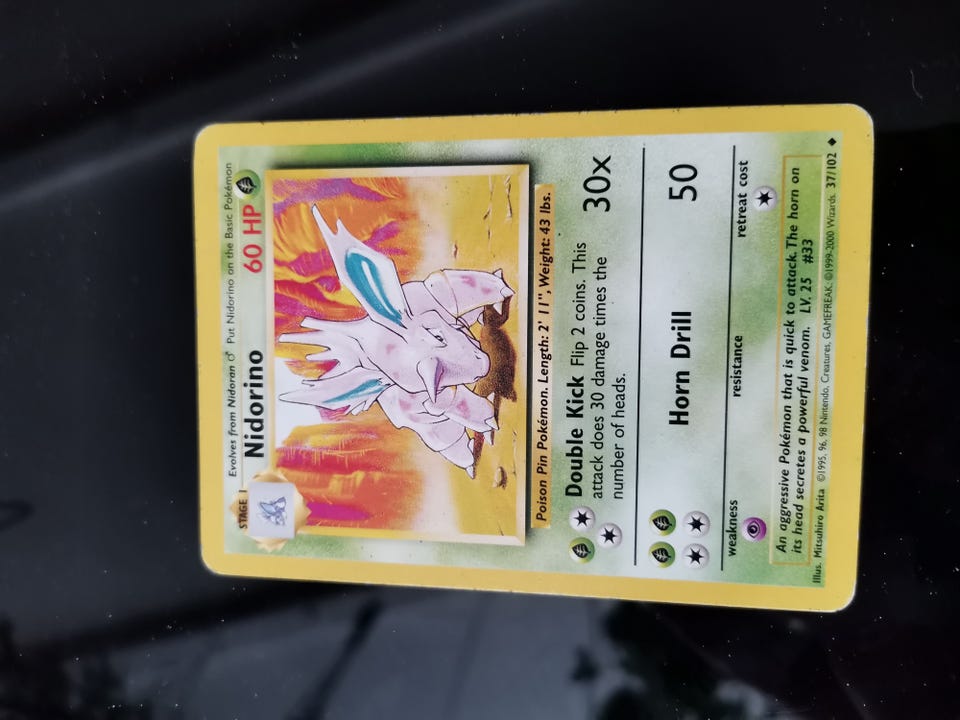 Evolves from Nidoran ♂ Put Nidorino on the Basic Pokémon
STAGE 1
Nidorino 60 HP
Poison Pin Pokémon. Length: 2' 11", Weight: 43 lbs.
Double Kick Flip 2 coins. This
attack does 30 damage times the
number of heads.
30x
Horn Drill 50
weakness resistance retreat cost
An aggressive Pokémon that is quick to attack. The horn on
its head secretes a powerful venom. LV. 25 #33
Illus. Mitsuhiro Arita ©1995, 96, 98 Nintendo, Creatures, GAMEFREAK. ©1999-2000 Wizards. 37/102 ◆